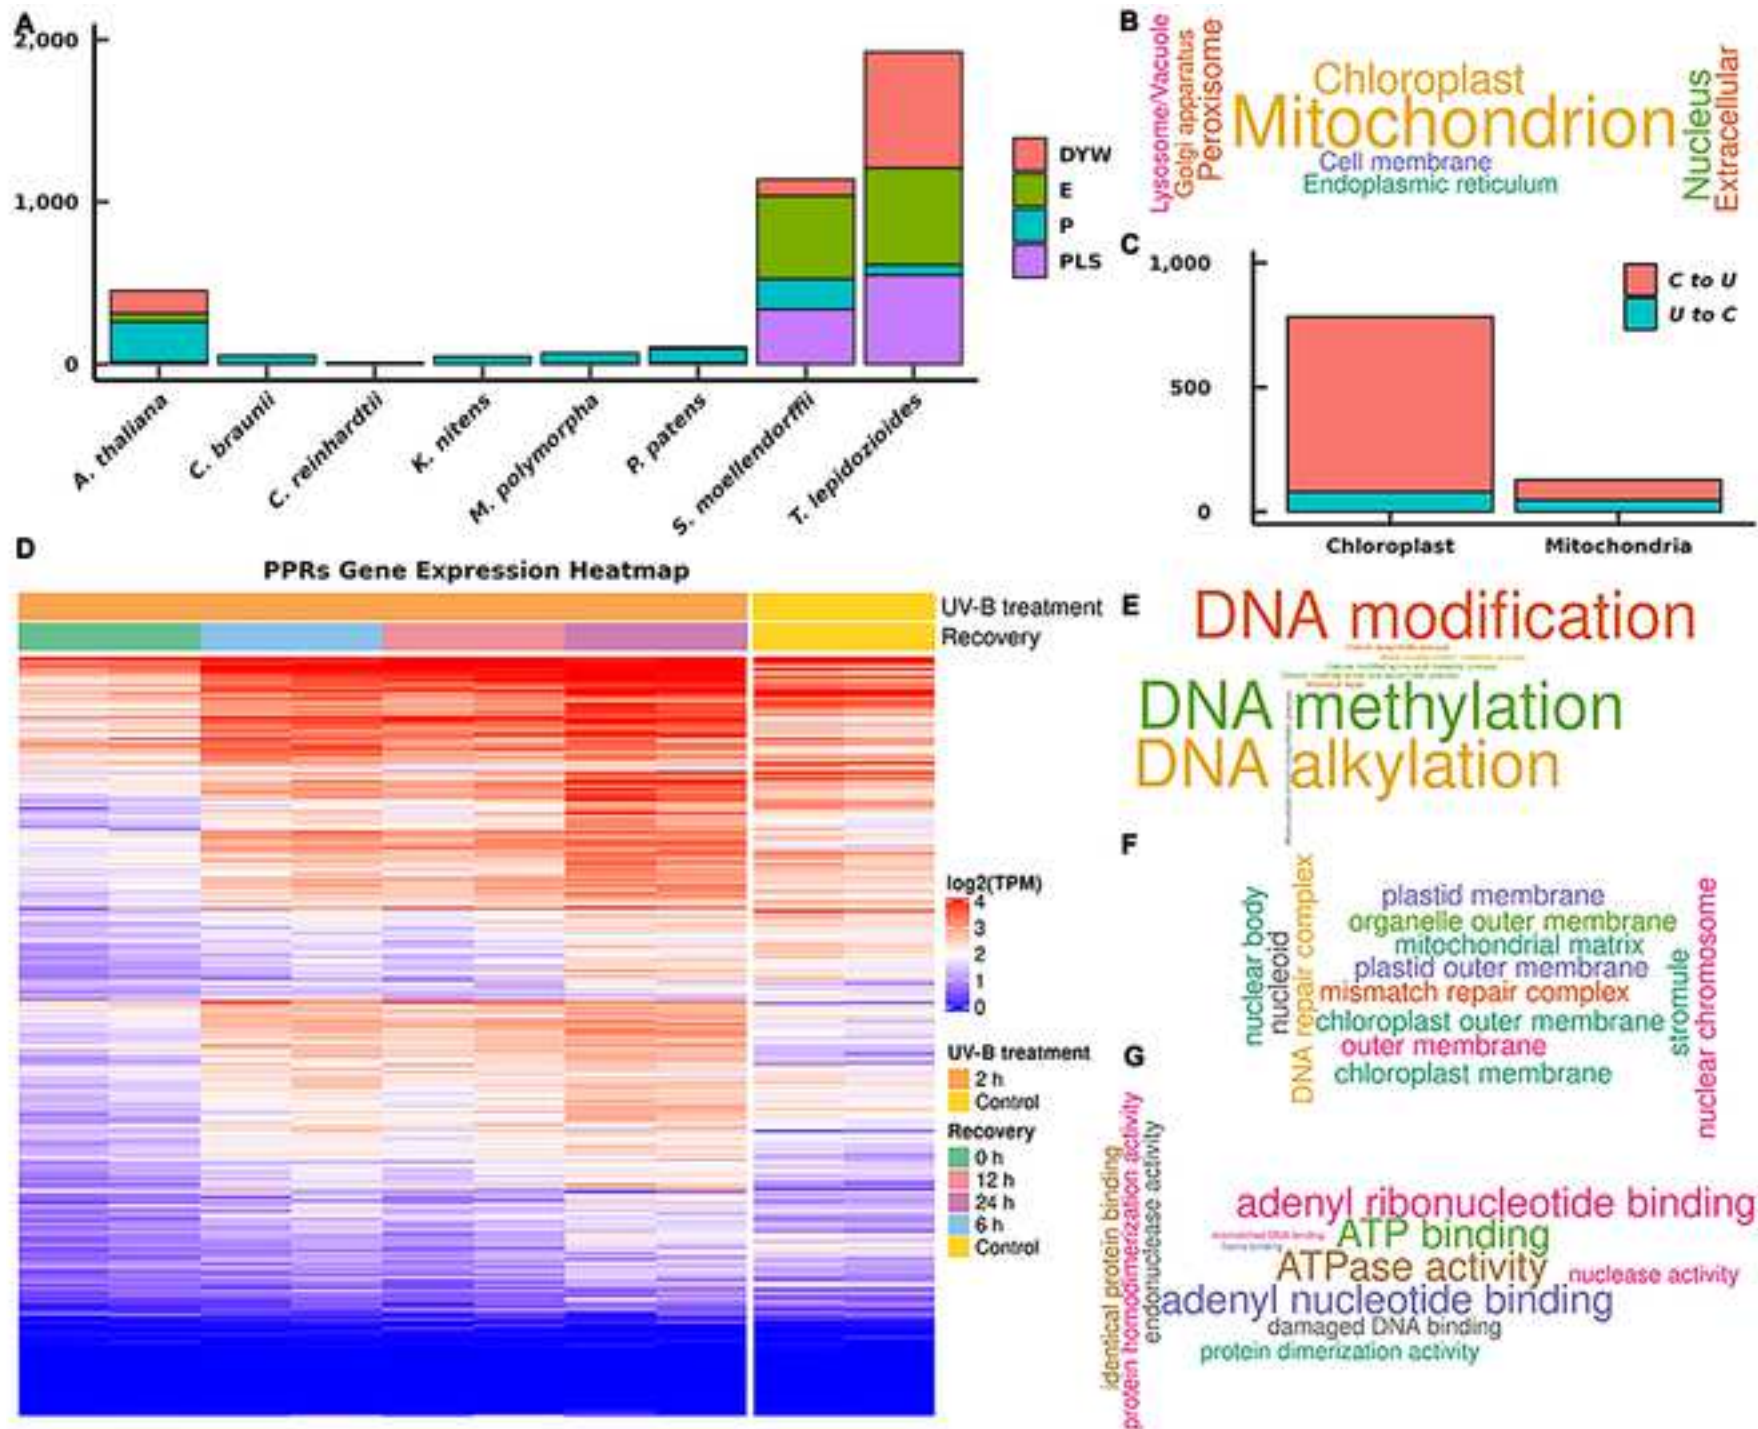 A
2,000
1,000
0
A. thaliana
C. braunii
C. reinhardtii
K. nitens
M. polymorpha
P. patens
S. moellendorffii
T. lepidozioides
DYW
E
P
PLS
B
Lysosome/Vacuole
Golgi apparatus
Peroxisome
Chloroplast
Mitochondrion
Cell membrane
Endoplasmic reticulum
Nucleus
Extracellular
C
1,000
500
0
C to U
U to C
Chloroplast
Mitochondria
D
PPRs Gene Expression Heatmap
UV-B treatment
Recovery
log2(TPM)
4
3
2
1
0
UV-B treatment
2 h
Control
Recovery
0 h
12 h
24 h
6 h
Control
E
DNA modification
DNA methylation
DNA alkylation
F
nuclear body
nucleoid
DNA repair complex
plastid membrane
organelle outer membrane
mitochondrial matrix
plastid outer membrane
mismatch repair complex
chloroplast outer membrane
outer membrane
chloroplast membrane
stromule
nuclear chromosome
G
identical protein binding
protein homodimerization activity
endonuclease activity
adenyl ribonucleotide binding
mismatched DNA binding
ATP binding
ATPase activity
nuclease activity
adenyl nucleotide binding
damaged DNA binding
protein dimerization activity